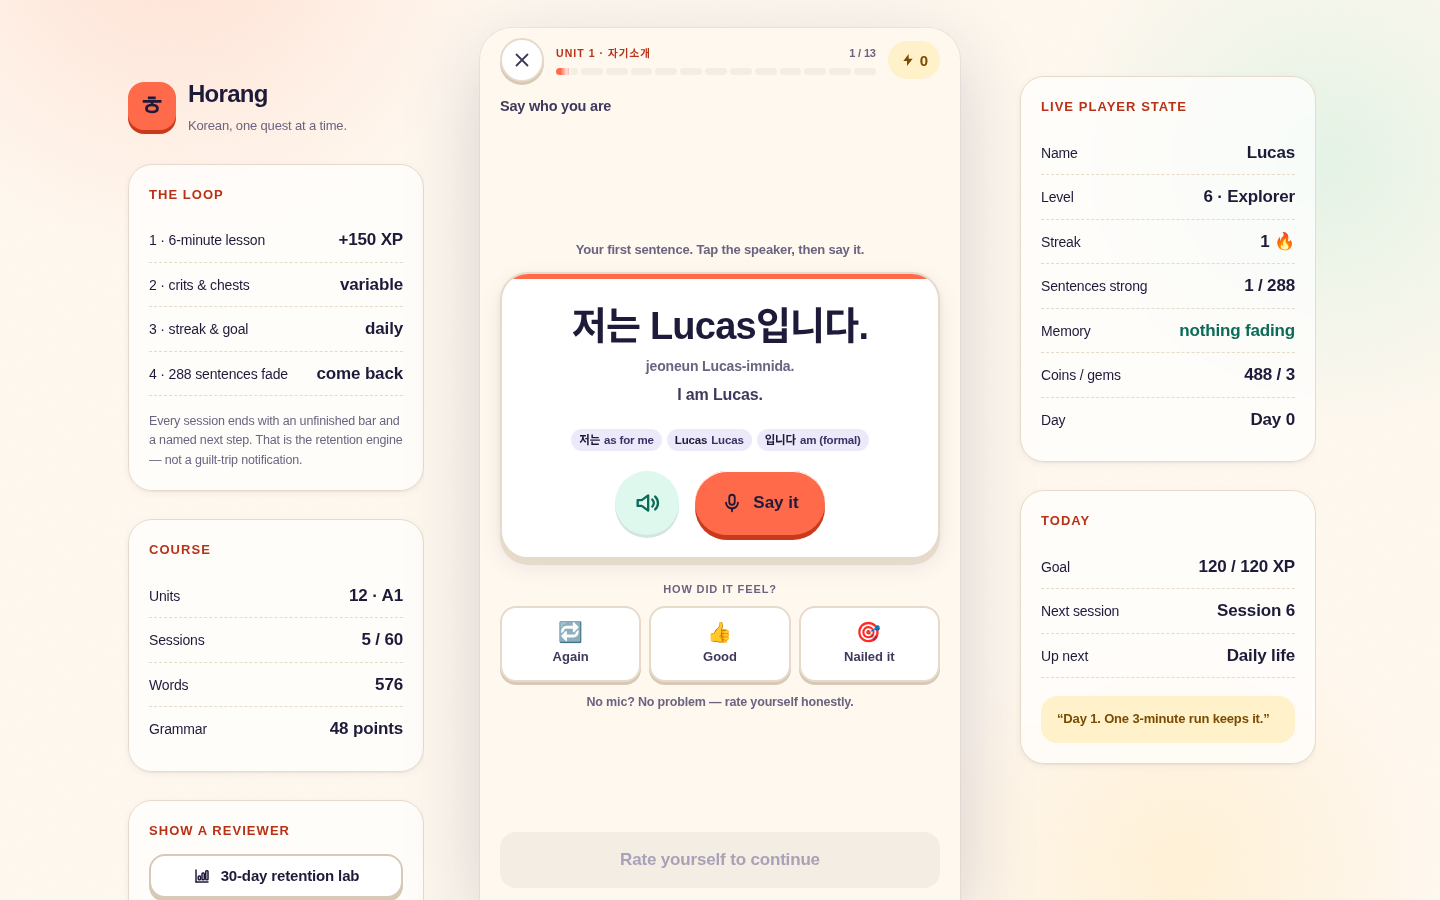 ㅎ
Horang
Korean, one quest at a time.
THE LOOP
1 · 6-minute lesson +150 XP
2 · crits & chests variable
3 · streak & goal daily
4 · 288 sentences fade come back
Every session ends with an unfinished bar and
a named next step. That is the retention engine
— not a guilt-trip notification.
COURSE
Units 12 · A1
Sessions 5 / 60
Words 576
Grammar 48 points
SHOW A REVIEWER
30-day retention lab
UNIT 1 · 자기소개 1 / 13
0
Say who you are
Your first sentence. Tap the speaker, then say it.
저는 Lucas입니다.
jeoneun Lucas-imnida.
I am Lucas.
저는 as for me Lucas Lucas 입니다 am (formal)
Say it
HOW DID IT FEEL?
Again Good Nailed it
No mic? No problem — rate yourself honestly.
Rate yourself to continue
LIVE PLAYER STATE
Name Lucas
Level 6 · Explorer
Streak 1 🔥
Sentences strong 1 / 288
Memory nothing fading
Coins / gems 488 / 3
Day Day 0
TODAY
Goal 120 / 120 XP
Next session Session 6
Up next Daily life
“Day 1. One 3-minute run keeps it.”